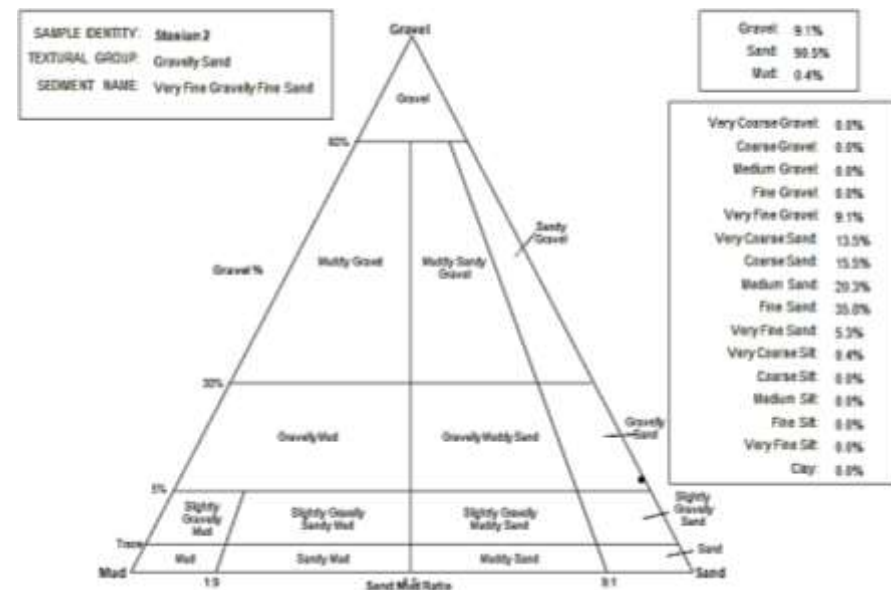 SAMPLE IDENTITY: Stasian 2
TEXTURAL GROUP: Gravelly Sand
SEDIMENT NAME: Very Fine Gravelly Fine Sand
Gravel: 9.1%
Sand: 90.5%
Mud: 0.4%
Very Coarse Gravel: 0.0%
Coarse Gravel: 0.0%
Medium Gravel: 0.0%
Fine Gravel: 0.0%
Very Fine Gravel: 9.1%
Very Coarse Sand: 13.5%
Coarse Sand: 15.5%
Medium Sand: 20.3%
Fine Sand: 35.8%
Very Fine Sand: 5.3%
Very Coarse Silt: 0.4%
Coarse Silt: 0.0%
Medium Silt: 0.0%
Fine Silt: 0.0%
Very Fine Silt: 0.0%
Clay: 0.0%
Gravel
Gravel
80%
Sandy
Gravel
Muddy Gravel
Muddy Sandy
Gravel
Gravel %
30%
Gravelly Mud
Gravelly Muddy Sand
Gravelly
Sand
5%
Slightly
Gravelly
Mud
Slightly Gravelly
Sandy Mud
Slightly Gravelly
Muddy Sand
Slightly
Gravelly
Sand
Trace
Mud
Sandy Mud
Muddy Sand
Sand
Mud
1:9
9:1
Sand
Sand:Mud Ratio